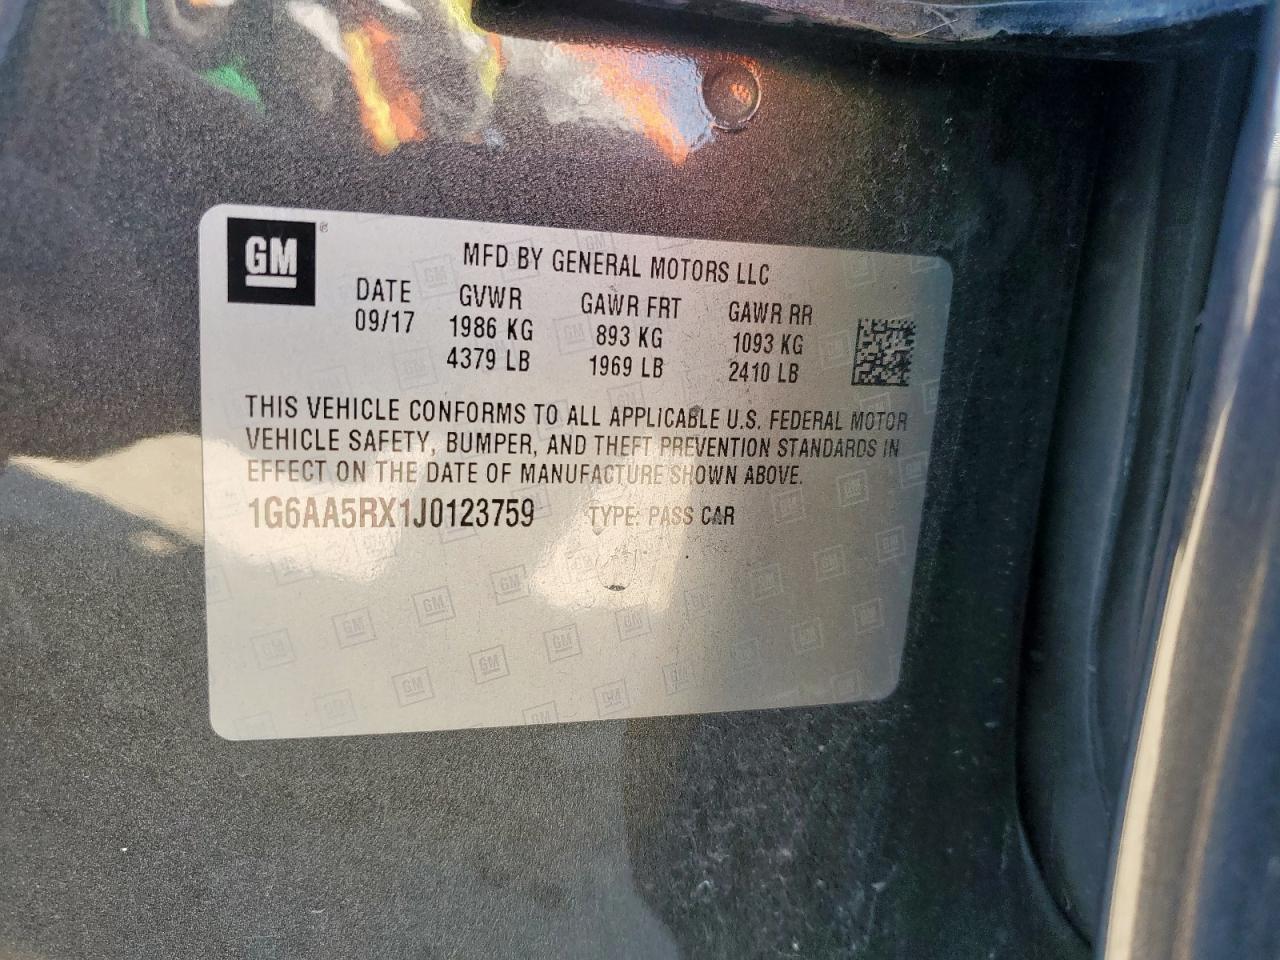 GM ®
MFD BY GENERAL MOTORS LLC
DATE GVWR GAWR FRT GAWR RR
09/17 1986 KG 893 KG 1093 KG
4379 LB 1969 LB 2410 LB
THIS VEHICLE CONFORMS TO ALL APPLICABLE U.S. FEDERAL MOTOR
VEHICLE SAFETY, BUMPER, AND THEFT PREVENTION STANDARDS IN
EFFECT ON THE DATE OF MANUFACTURE SHOWN ABOVE.
1G6AA5RX1J0123759 TYPE: PASS CAR